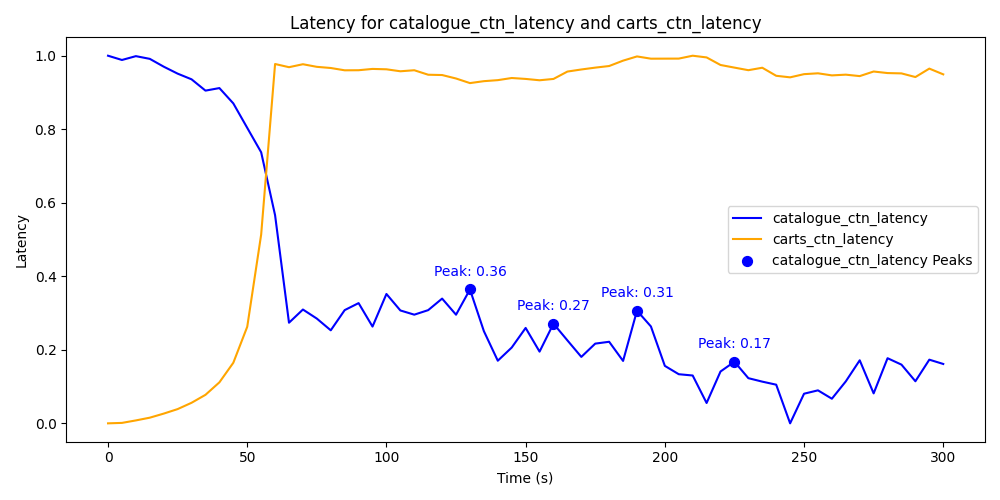 Latency for catalogue_ctn_latency and carts_ctn_latency
Latency
1.0
0.8
0.6
0.4
0.2
0.0
Peak: 0.36
Peak: 0.27
Peak: 0.31
Peak: 0.17
catalogue_ctn_latency
carts_ctn_latency
catalogue_ctn_latency Peaks
0 50 100 150 200 250 300
Time (s)